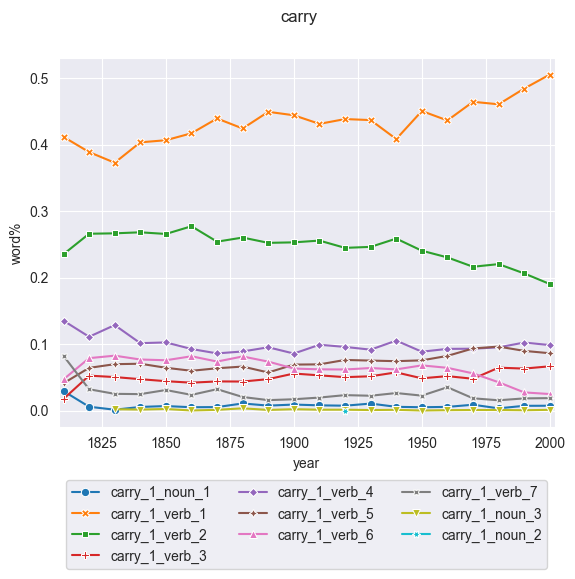 carry
0.5
0.4
0.3
0.2
0.1
0.0
word%
1825 1850 1875 1900 1925 1950 1975 2000
year
carry_1_noun_1 carry_1_verb_4 carry_1_verb_7
carry_1_verb_1 carry_1_verb_5 carry_1_noun_3
carry_1_verb_2 carry_1_verb_6 carry_1_noun_2
carry_1_verb_3